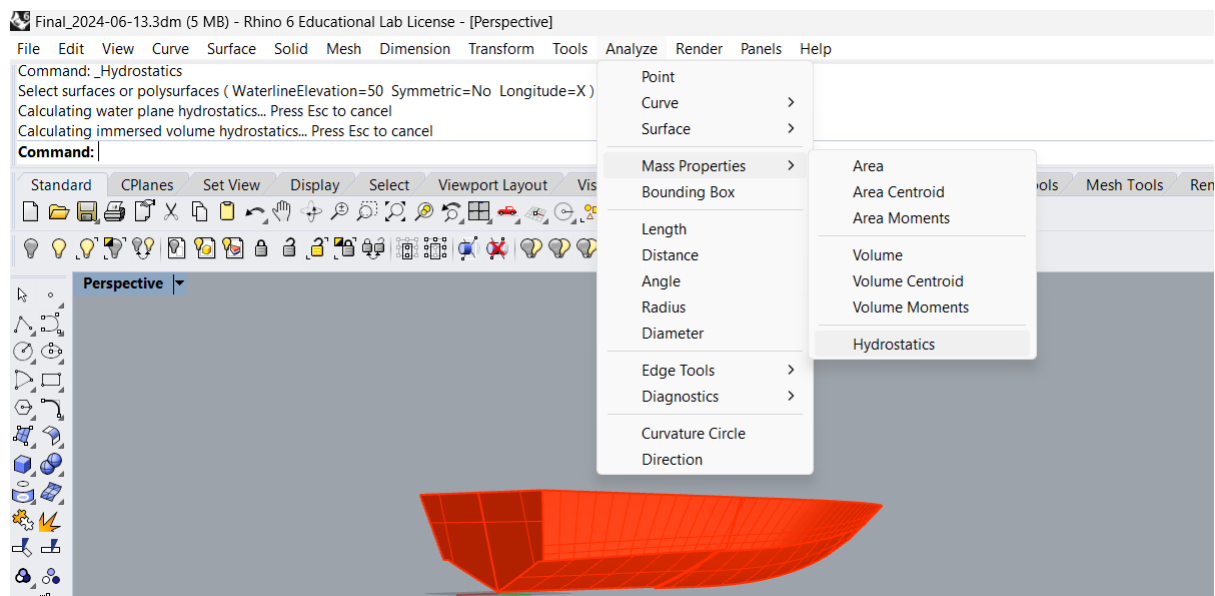 Final_2024-06-13.3dm (5 MB) - Rhino 6 Educational Lab License - [Perspective]
File Edit View Curve Surface Solid Mesh Dimension Transform Tools Analyze Render Panels Help
Command: _Hydrostatics
Select surfaces or polysurfaces ( WaterlineElevation=50 Symmetric=No Longitude=X )
Calculating water plane hydrostatics... Press Esc to cancel
Calculating immersed volume hydrostatics... Press Esc to cancel
Command:
Standard CPlanes Set View Display Select Viewport Layout Vis
ools Mesh Tools Ren
Perspective
Point
Curve
Surface
Mass Properties
Bounding Box
Length
Distance
Angle
Radius
Diameter
Edge Tools
Diagnostics
Curvature Circle
Direction
Area
Area Centroid
Area Moments
Volume
Volume Centroid
Volume Moments
Hydrostatics